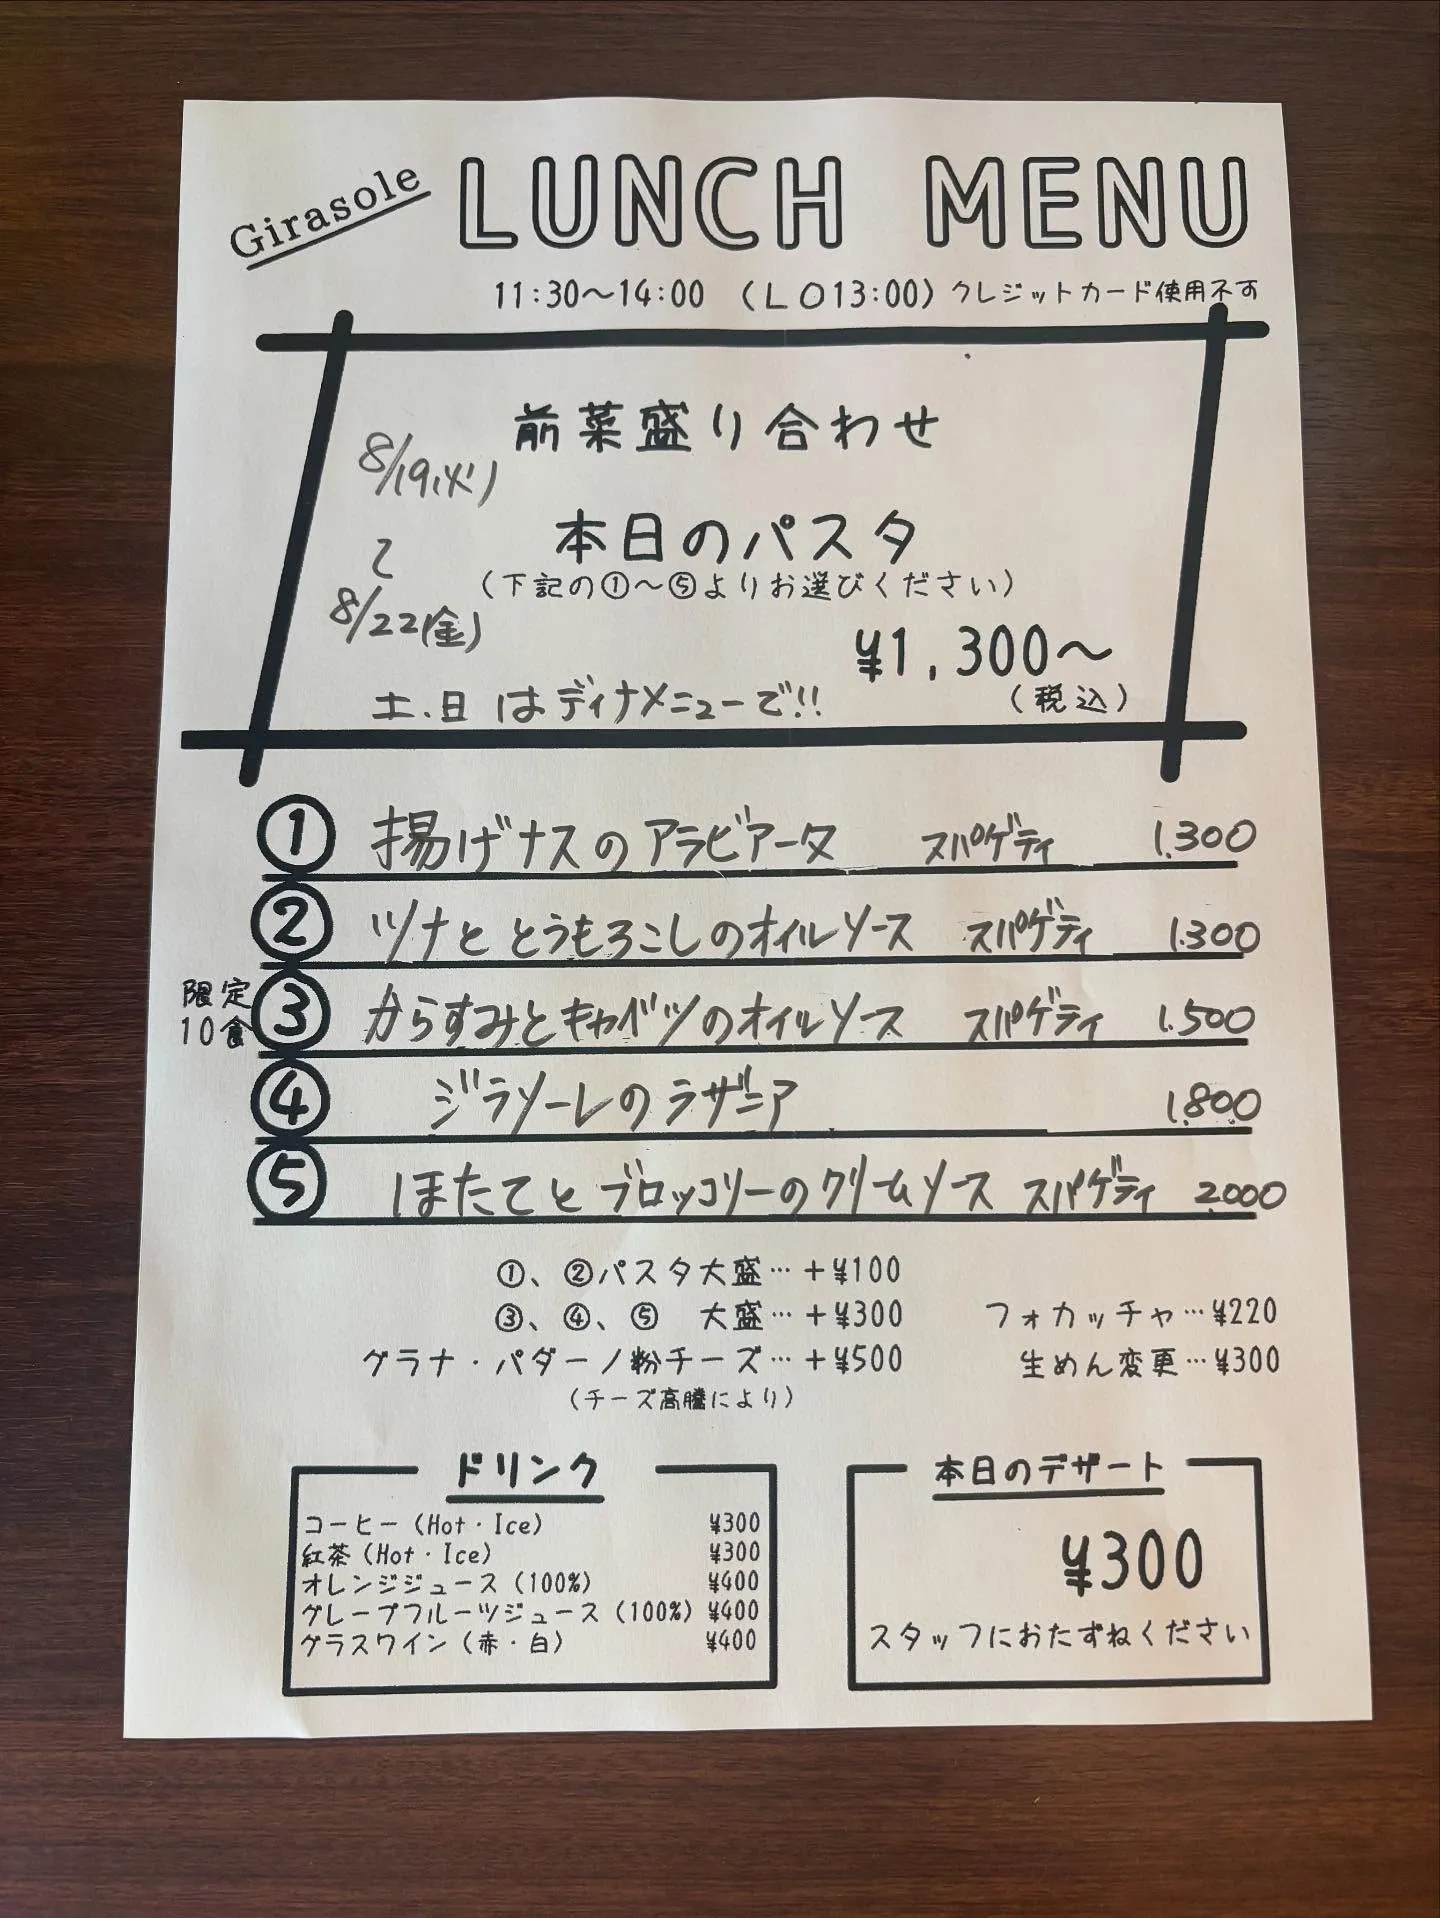 Girasole LUNCH MENU
11:30～14:00 （LO13:00）クレジットカード使用不可
前菜盛り合わせ
8/19(火)
本日のパスタ
（下記の①～⑤よりお選びください）
8/22(金)
¥1,300～
（税込）
土.日 はディナメニューで!!
① 揚げナスのアラビアータ スパゲティ 1.300
② ツナと とうもろこしのオイルソース スパゲティ 1.300
限定10食 ③ からすみとキャベツのオイルソース スパゲティ 1.500
④ ジラソーレのラザニア 1.800
⑤ ほたてと ブロッコリーのクリームソース スパゲティ 2.000
①、②パスタ大盛…＋¥100
③、④、⑤ 大盛…＋¥300
フォカッチャ…¥220
グラナ・パダーノ粉チーズ…＋¥500
生めん変更…¥300
（チーズ高騰により）
ドリンク
コーヒー（Hot・Ice） ¥300
紅茶（Hot・Ice） ¥300
オレンジジュース（100%） ¥400
グレープフルーツジュース（100%） ¥400
グラスワイン（赤・白） ¥400
本日のデザート
¥300
スタッフにおたずねください